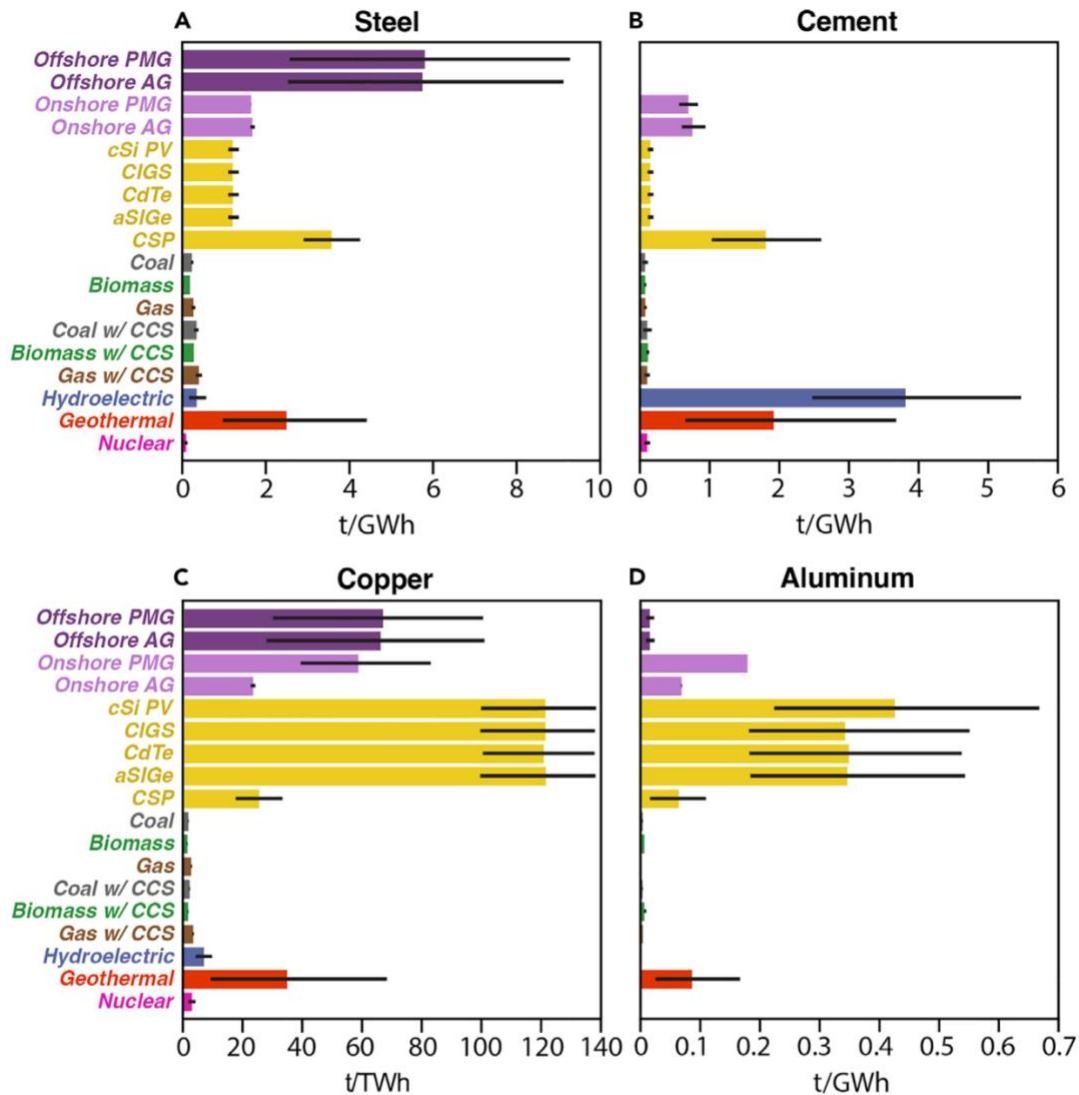 A Steel
B Cement
Offshore PMG
Offshore AG
Onshore PMG
Onshore AG
cSi PV
CIGS
CdTe
aSIGe
CSP
Coal
Biomass
Gas
Coal w/ CCS
Biomass w/ CCS
Gas w/ CCS
Hydroelectric
Geothermal
Nuclear
0 2 4 6 8 10
t/GWh
0 1 2 3 4 5 6
t/GWh
C Copper
D Aluminum
Offshore PMG
Offshore AG
Onshore PMG
Onshore AG
cSi PV
CIGS
CdTe
aSIGe
CSP
Coal
Biomass
Gas
Coal w/ CCS
Biomass w/ CCS
Gas w/ CCS
Hydroelectric
Geothermal
Nuclear
0 20 40 60 80 100 120 140
t/TWh
0 0.1 0.2 0.3 0.4 0.5 0.6 0.7
t/GWh